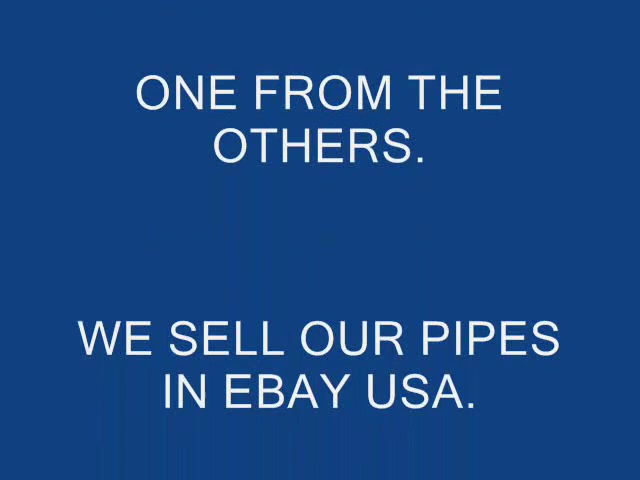 ONE FROM THE
OTHERS.
WE SELL OUR PIPES
IN EBAY USA.